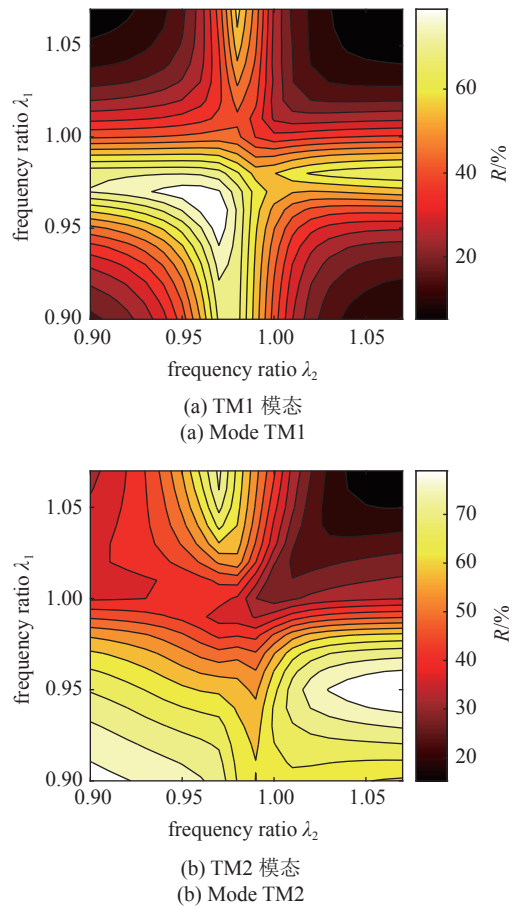 1.05
1.00
0.95
0.90
frequency ratio λ₁
0.90 0.95 1.00 1.05
frequency ratio λ₂
60
40
20
R/%
(a) TM1 模态
(a) Mode TM1
1.05
1.00
0.95
0.90
frequency ratio λ₁
0.90 0.95 1.00 1.05
frequency ratio λ₂
70
60
50
40
30
20
R/%
(b) TM2 模态
(b) Mode TM2